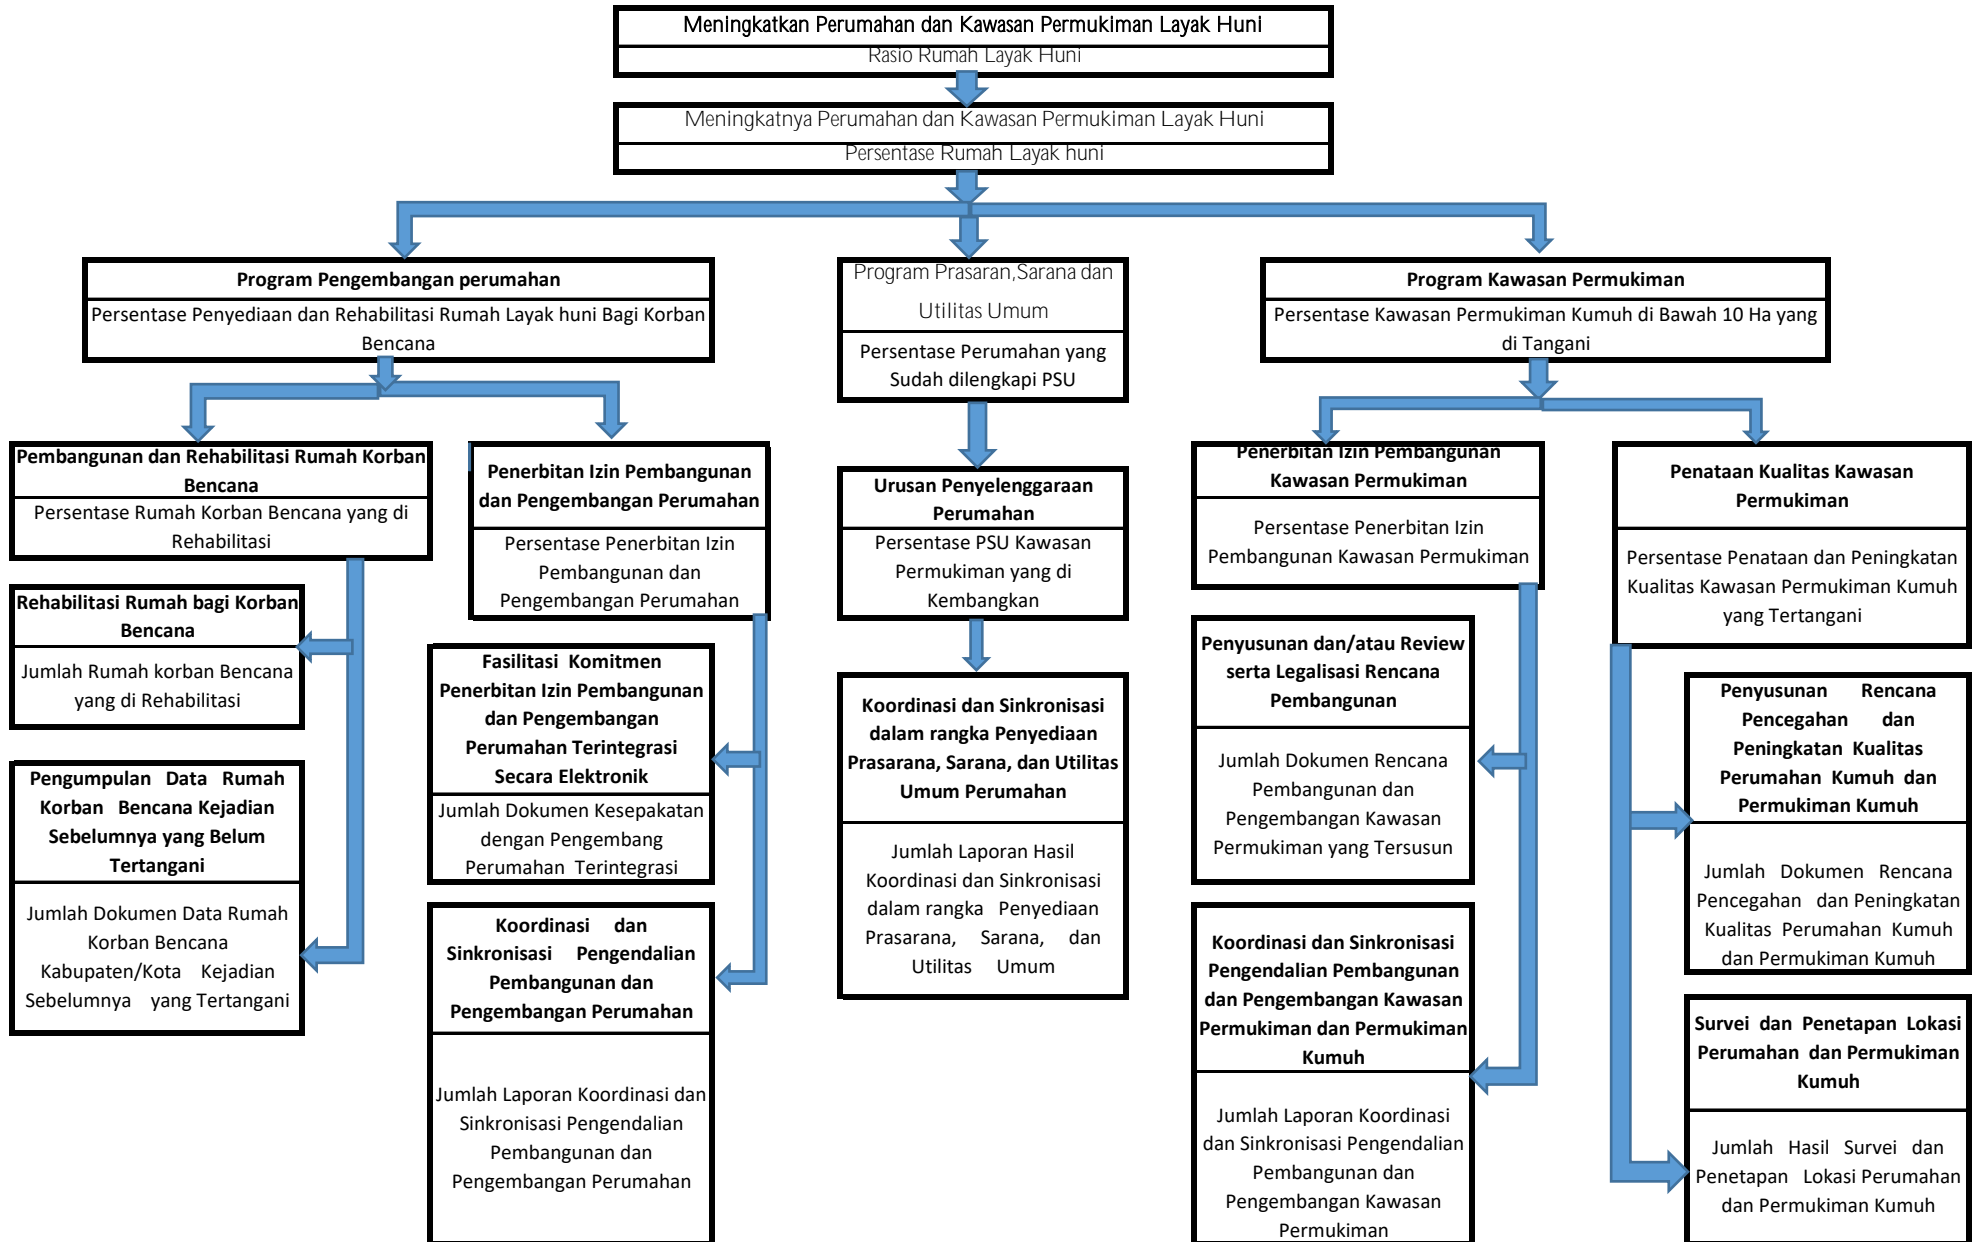 Meningkatkan Perumahan dan Kawasan Permukiman Layak Huni
Rasio Rumah Layak Huni
Meningkatnya Perumahan dan Kawasan Permukiman Layak Huni
Persentase Rumah Layak huni
Program Pengembangan perumahan
Persentase Penyediaan dan Rehabilitasi Rumah Layak huni Bagi Korban
Bencana
Program Prasaran,Sarana dan
Utilitas Umum
Persentase Perumahan yang
Sudah dilengkapi PSU
Program Kawasan Permukiman
Persentase Kawasan Permukiman Kumuh di Bawah 10 Ha yang
di Tangani
Pembangunan dan Rehabilitasi Rumah Korban
Bencana
Persentase Rumah Korban Bencana yang di
Rehabilitasi
Penerbitan Izin Pembangunan
dan Pengembangan Perumahan
Persentase Penerbitan Izin
Pembangunan dan
Pengembangan Perumahan
Urusan Penyelenggaraan
Perumahan
Persentase PSU Kawasan
Permukiman yang di
Kembangkan
Penerbitan Izin Pembangunan
Kawasan Permukiman
Persentase Penerbitan Izin
Pembangunan Kawasan Permukiman
Penataan Kualitas Kawasan
Permukiman
Persentase Penataan dan Peningkatan
Kualitas Kawasan Permukiman Kumuh
yang Tertangani
Rehabilitasi Rumah bagi Korban
Bencana
Jumlah Rumah korban Bencana
yang di Rehabilitasi
Pengumpulan Data Rumah
Korban Bencana Kejadian
Sebelumnya yang Belum
Tertangani
Jumlah Dokumen Data Rumah
Korban Bencana
Kabupaten/Kota Kejadian
Sebelumnya yang Tertangani
Fasilitasi Komitmen
Penerbitan Izin Pembangunan
dan Pengembangan
Perumahan Terintegrasi
Secara Elektronik
Jumlah Dokumen Kesepakatan
dengan Pengembang
Perumahan Terintegrasi
Koordinasi dan
Sinkronisasi Pengendalian
Pembangunan dan
Pengembangan Perumahan
Jumlah Laporan Koordinasi dan
Sinkronisasi Pengendalian
Pembangunan dan
Pengembangan Perumahan
Koordinasi dan Sinkronisasi
dalam rangka Penyediaan
Prasarana, Sarana, dan Utilitas
Umum Perumahan
Jumlah Laporan Hasil
Koordinasi dan Sinkronisasi
dalam rangka Penyediaan
Prasarana, Sarana, dan
Utilitas Umum
Penyusunan dan/atau Review
serta Legalisasi Rencana
Pembangunan
Jumlah Dokumen Rencana
Pembangunan dan
Pengembangan Kawasan
Permukiman yang Tersusun
Koordinasi dan Sinkronisasi
Pengendalian Pembangunan
dan Pengembangan Kawasan
Permukiman dan Permukiman
Kumuh
Jumlah Laporan Koordinasi
dan Sinkronisasi Pengendalian
Pembangunan dan
Pengembangan Kawasan
Permukiman
Penyusunan Rencana
Pencegahan dan
Peningkatan Kualitas
Perumahan Kumuh dan
Permukiman Kumuh
Jumlah Dokumen Rencana
Pencegahan dan Peningkatan
Kualitas Perumahan Kumuh
dan Permukiman Kumuh
Survei dan Penetapan Lokasi
Perumahan dan Permukiman
Kumuh
Jumlah Hasil Survei dan
Penetapan Lokasi Perumahan
dan Permukiman Kumuh